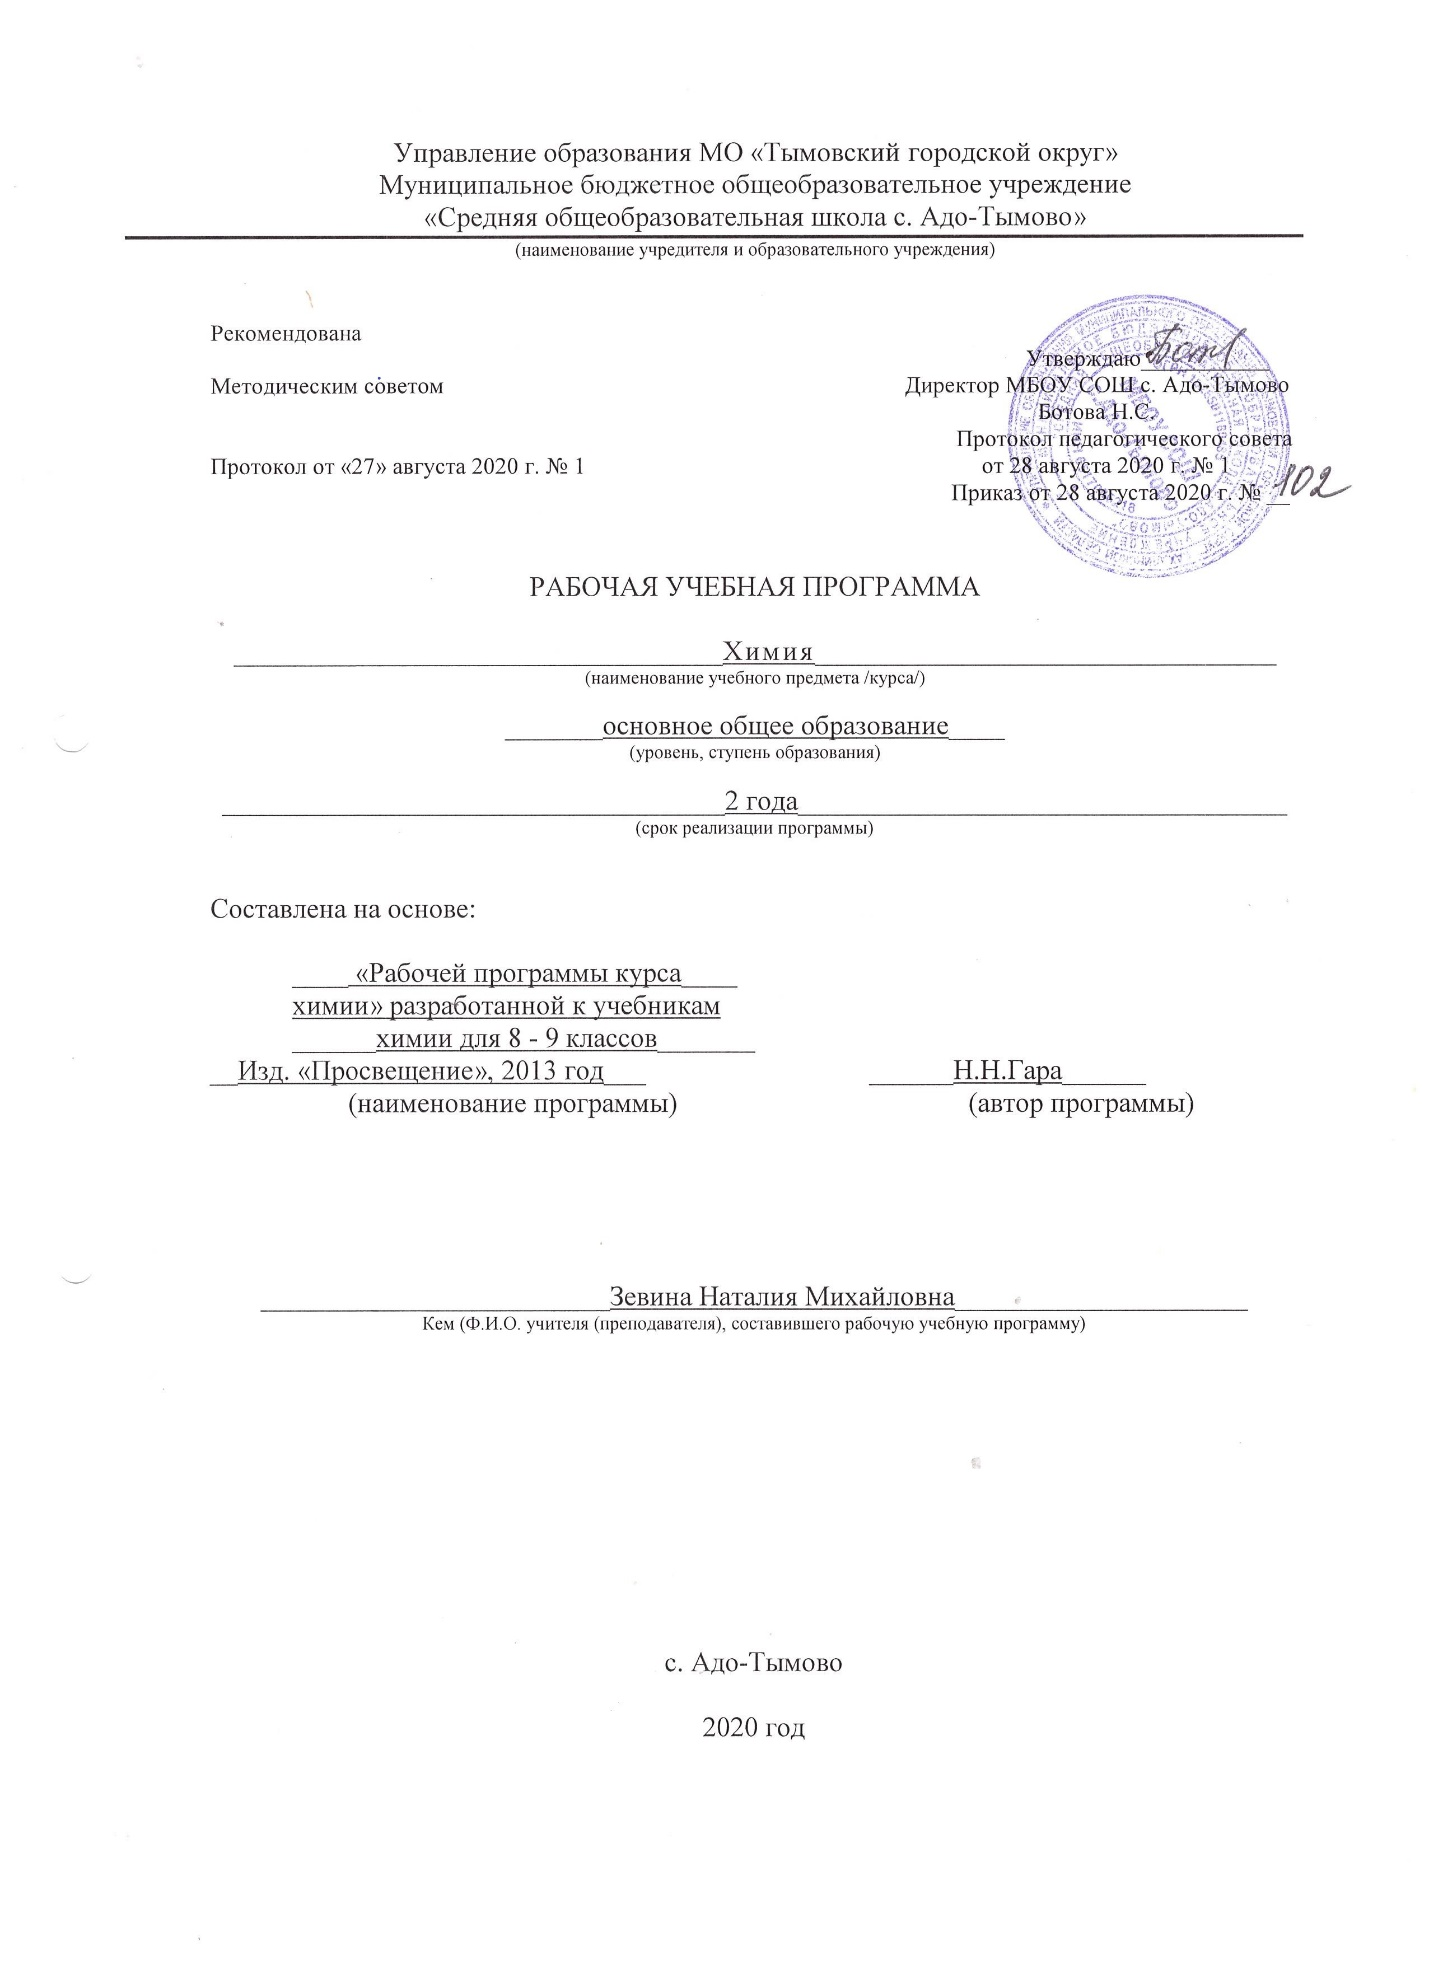 Управление образования МО «Тымовский городской округ»
Муниципальное бюджетное общеобразовательное учреждение
«Средняя общеобразовательная школа с. Адо-Тымово»
(наименование учредителя и образовательного учреждения)
Рекомендована
Утверждаю
Методическим советом
Директор МБОУ СОШ с. Адо-Тымово
Ботова Н.С.
Протокол педагогического совета
Протокол от «27» августа 2020 г. № 1
от 28 августа 2020 г. № 1
Приказ от 28 августа 2020 г. № 102
РАБОЧАЯ УЧЕБНАЯ ПРОГРАММА
Химия
(наименование учебного предмета /курса/)
основное общее образование
(уровень, ступень образования)
2 года
(срок реализации программы)
Составлена на основе:
«Рабочей программы курса
химии» разработанной к учебникам
химии для 8 - 9 классов
Изд. «Просвещение», 2013 год Н.Н.Гара
(наименование программы) (автор программы)
Зевина Наталия Михайловна
Кем (Ф.И.О. учителя (преподавателя), составившего рабочую учебную программу)
с. Адо-Тымово
2020 год